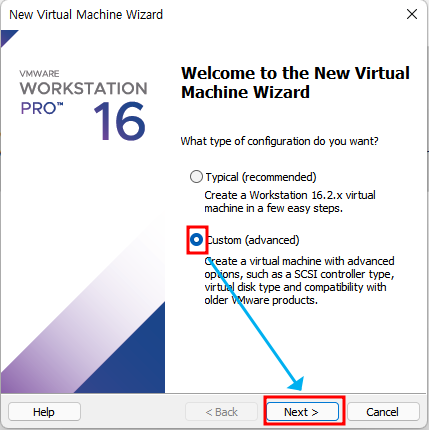 New Virtual Machine Wizard
VMWARE
WORKSTATION
PRO™ 16
Welcome to the New Virtual
Machine Wizard
What type of configuration do you want?
Typical (recommended)
Create a Workstation 16.2.x virtual
machine in a few easy steps.
Custom (advanced)
Create a virtual machine with advanced
options, such as a SCSI controller type,
virtual disk type and compatibility with
older VMware products.
Help
< Back
Next >
Cancel